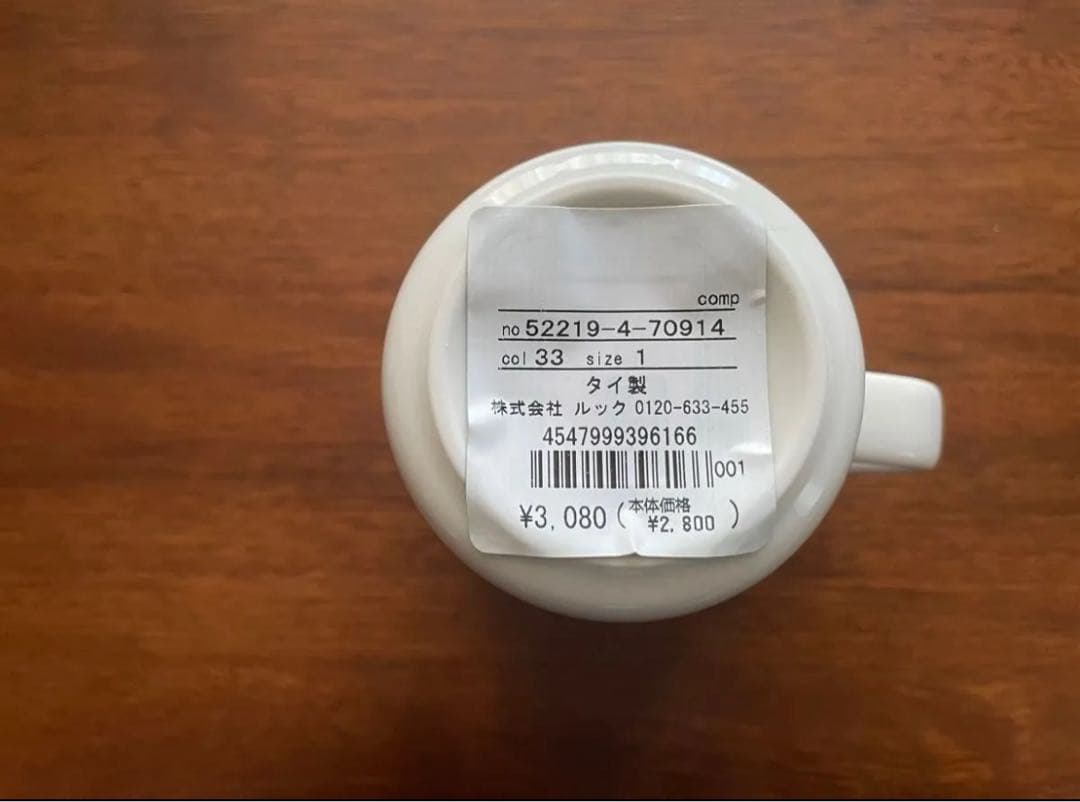 comp
no 52219-4-70914
col 33 size 1
タイ製
株式会社 ルック 0120-633-455
4547999396166
001
¥3,080 (本体価格
¥2,800 )